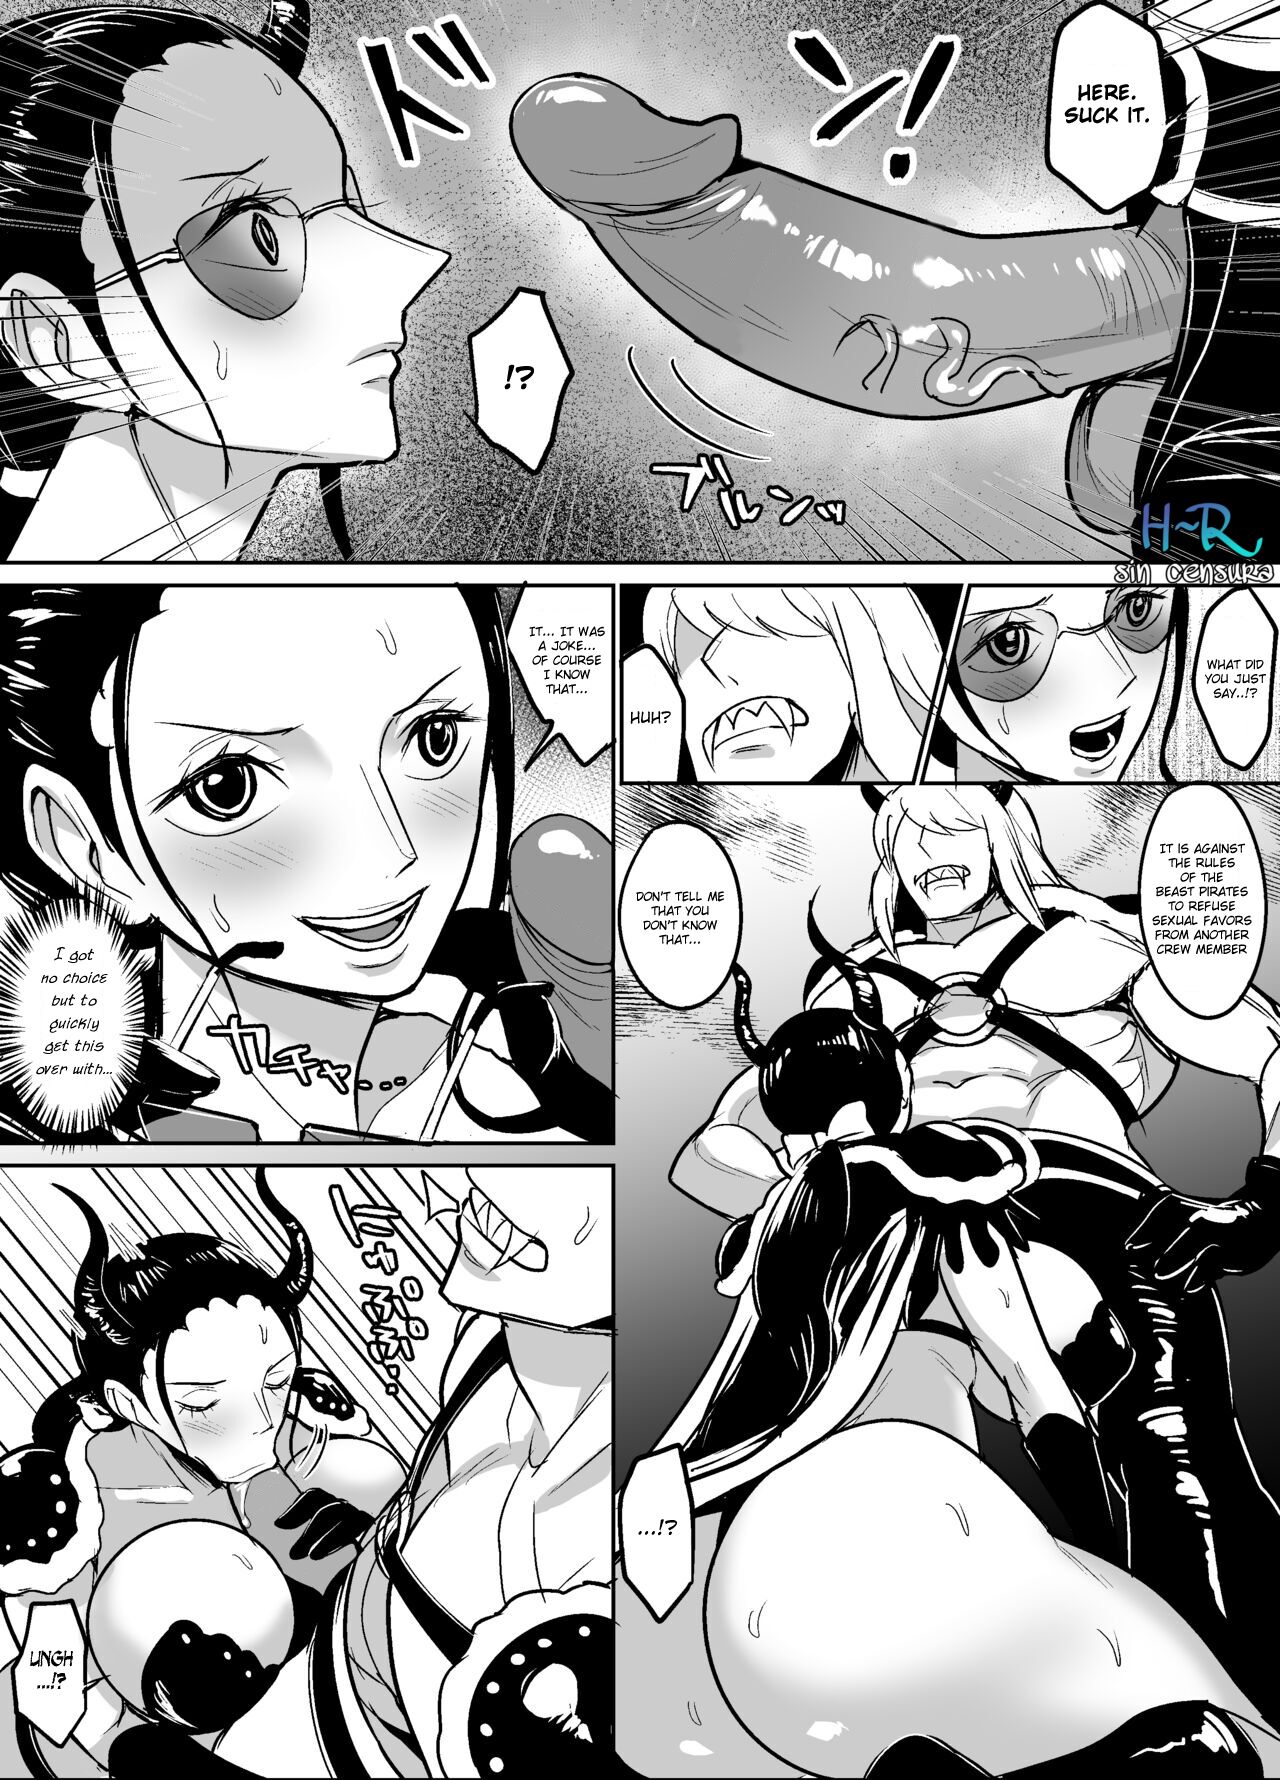 HERE.
SUCK IT.
ドン!
!?
ブルンッ
H~R
sin censura
WHAT DID
YOU JUST
SAY..!?
HUH?
IT... IT WAS
A JOKE...
OF COURSE
I KNOW
THAT...
I got
no choice
but to
quickly
get this
over with...
カチャ...
IT IS AGAINST
THE RULES
OF THE
BEAST PIRATES
TO REFUSE
SEXUAL FAVORS
FROM ANOTHER
CREW MEMBER
DON'T TELL ME
THAT YOU
DON'T KNOW
THAT...
...!?
UNGH
...!?